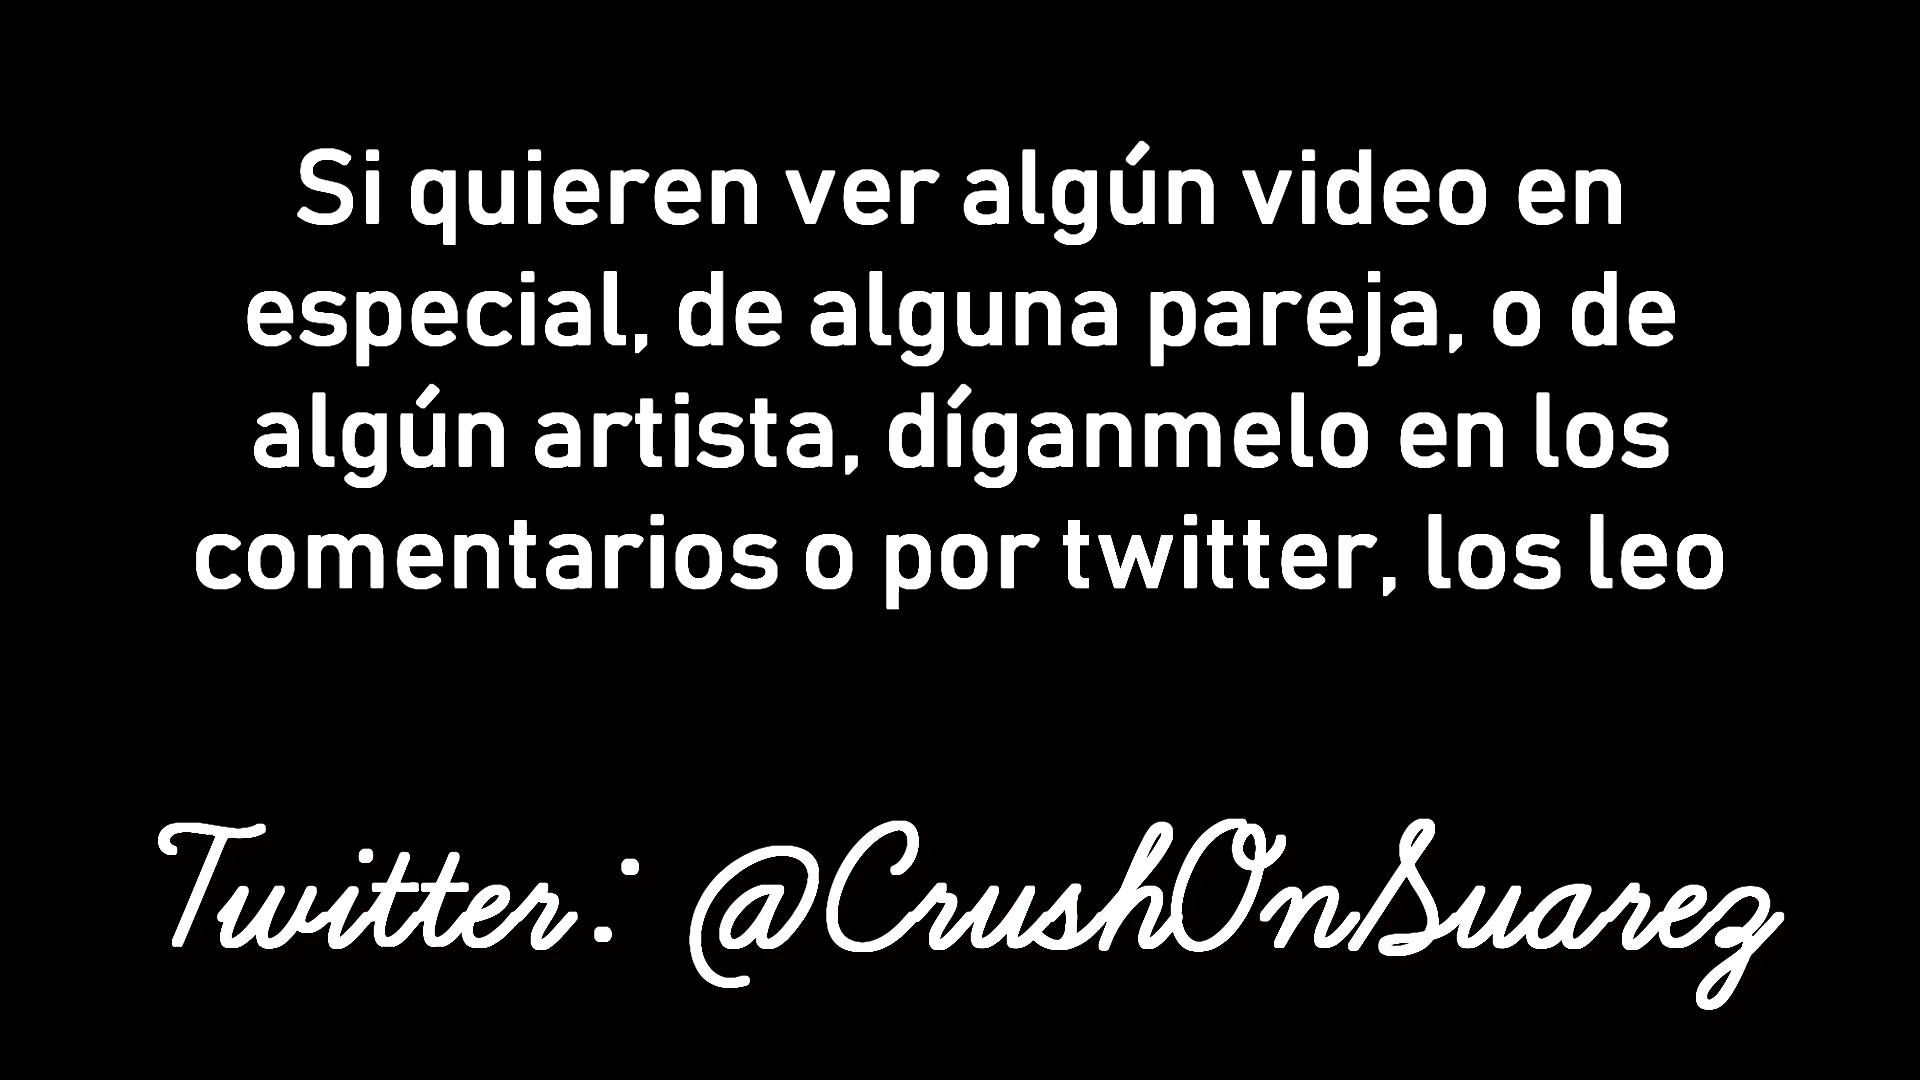 Si quieren ver algún video en
especial, de alguna pareja, o de
algún artista, díganmelo en los
comentarios o por twitter, los leo
Twitter: @CrushOnSuarez